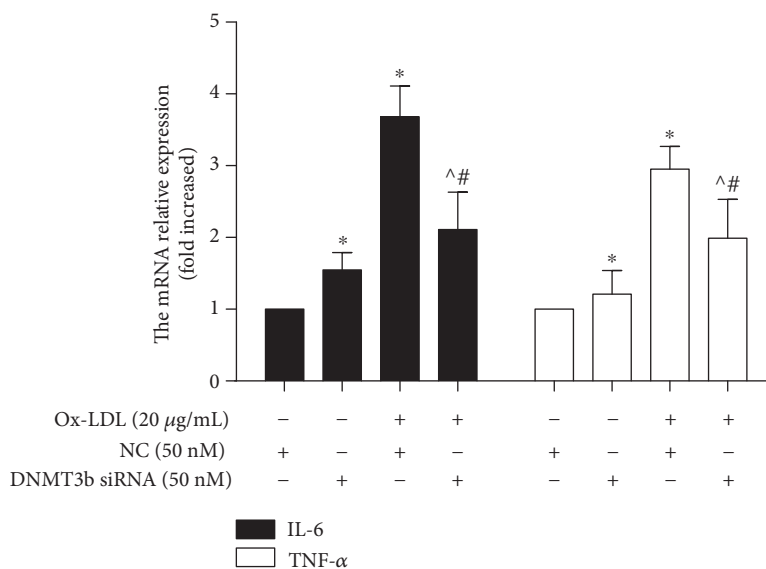 The mRNA relative expression
(fold increased)
5
4
3
2
1
0
*
*
^#
*
*
^#
Ox-LDL (20 μg/mL) – – + + – – + +
NC (50 nM) + – + – + – + –
DNMT3b siRNA (50 nM) – + – + – + – +
IL-6
TNF-α